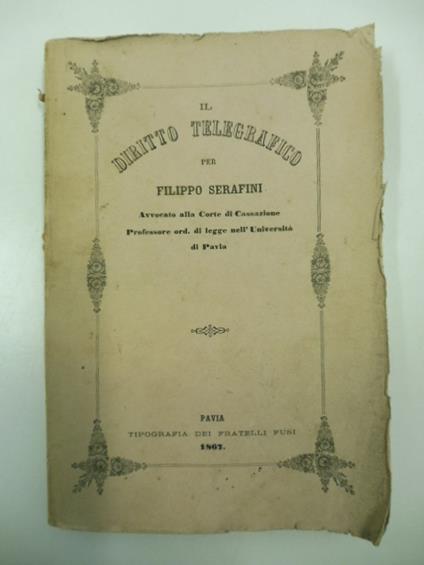 IL
DIRITTO TELEGRAFICO
PER
FILIPPO SERAFINI
Avvocato alla Corte di Cassazione
Professore ord. di legge nell'Università
di Pavia
PAVIA
TIPOGRAFIA DEI FRATELLI FUSI
1862.